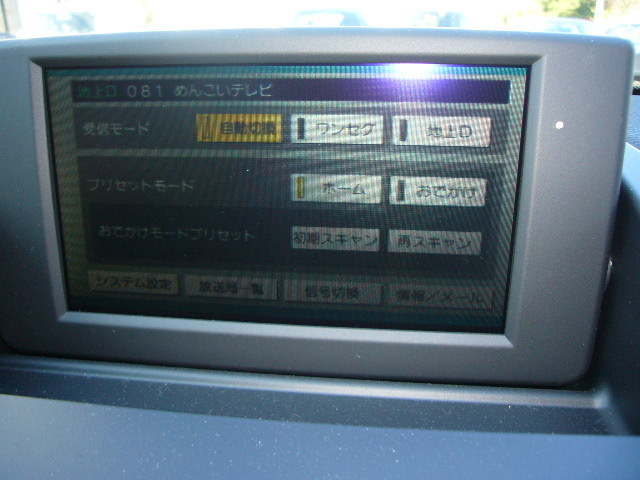 地上D 081 めんこいテレビ
受信モード 自動切換 ワンセグ 地上D
プリセットモード ホーム おでかけ
おでかけモードプリセット 初期スキャン 再スキャン
システム設定 放送局一覧 信号切換 情報/メール